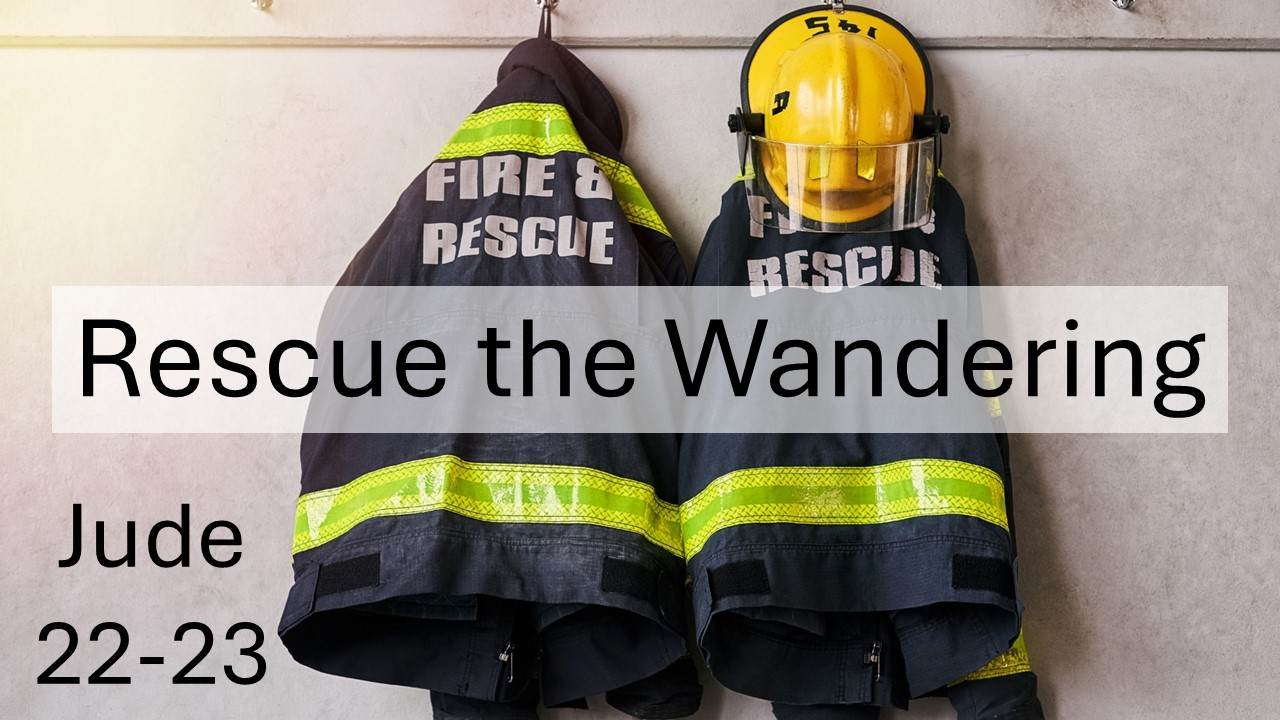 FIRE &
RESCUE
RESCUE
Rescue the Wandering
Jude
22-23